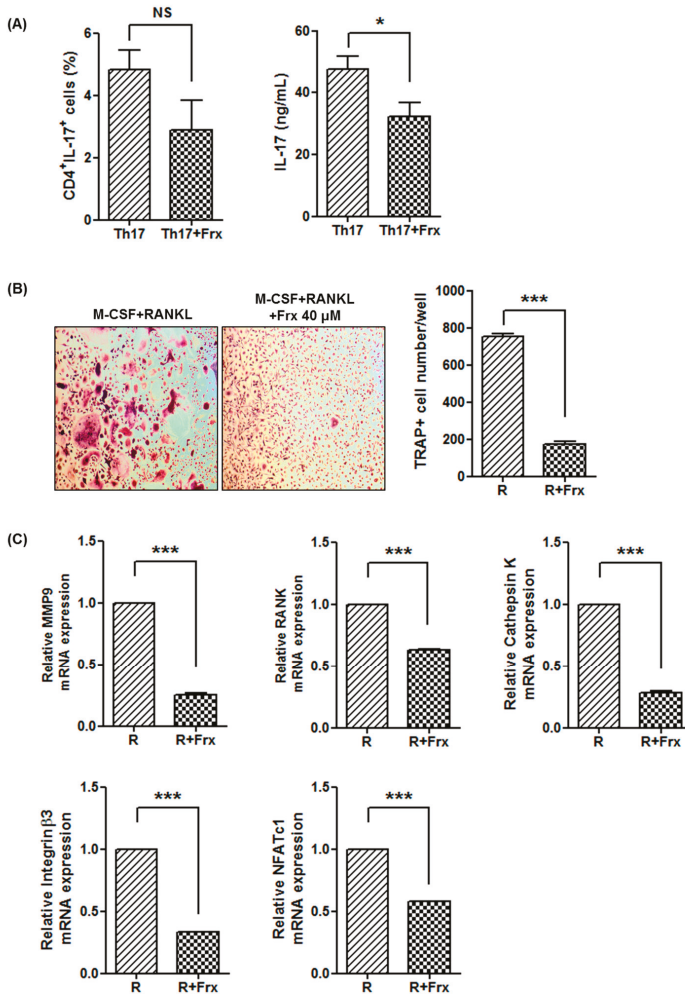 (A)
NS
CD4+IL-17+ cells (%)
6
4
2
0
Th17
Th17+Frx
*
IL-17 (ng/mL)
60
40
20
0
Th17
Th17+Frx
(B)
M-CSF+RANKL
M-CSF+RANKL
+Frx 40 μM
***
TRAP+ cell number/well
1000
800
600
400
200
0
R
R+Frx
(C)
***
Relative MMP9
mRNA expression
1.5
1.0
0.5
0.0
R
R+Frx
***
Relative RANK
mRNA expression
1.5
1.0
0.5
0.0
R
R+Frx
***
Relative Cathepsin K
mRNA expression
1.5
1.0
0.5
0.0
R
R+Frx
***
Relative Integrinβ3
mRNA expression
1.5
1.0
0.5
0.0
R
R+Frx
***
Relative NFATc1
mRNA expression
1.5
1.0
0.5
0.0
R
R+Frx